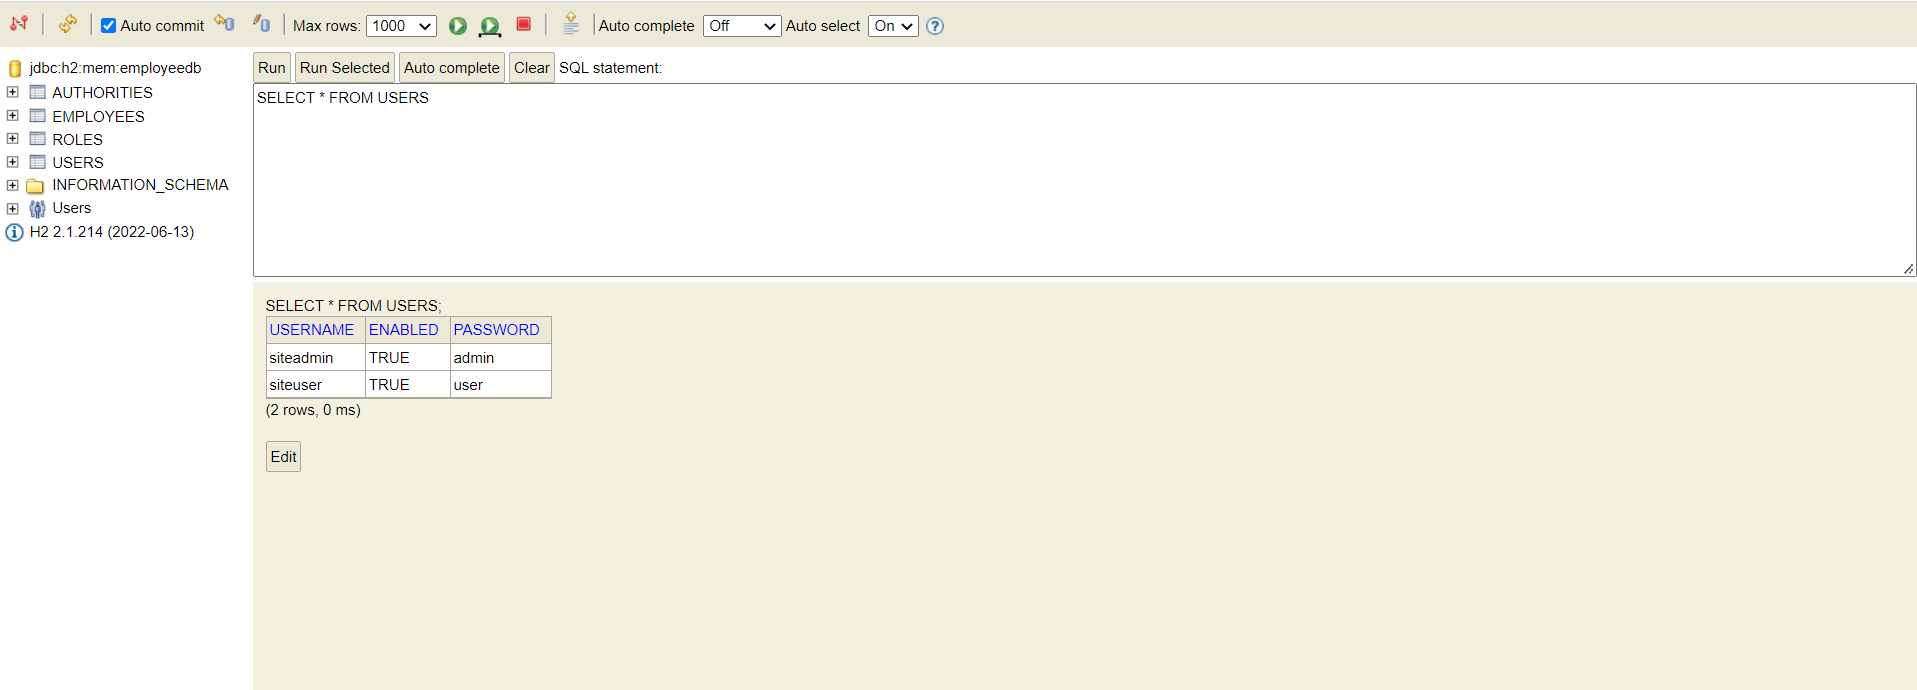 Auto commit Max rows: 1000 Auto complete Off Auto select On ?
jdbc:h2:mem:employeedb
AUTHORITIES
EMPLOYEES
ROLES
USERS
INFORMATION_SCHEMA
Users
H2 2.1.214 (2022-06-13)
Run Run Selected Auto complete Clear SQL statement:
SELECT * FROM USERS
SELECT * FROM USERS;
USERNAME ENABLED PASSWORD
siteadmin TRUE admin
siteuser TRUE user
(2 rows, 0 ms)
Edit